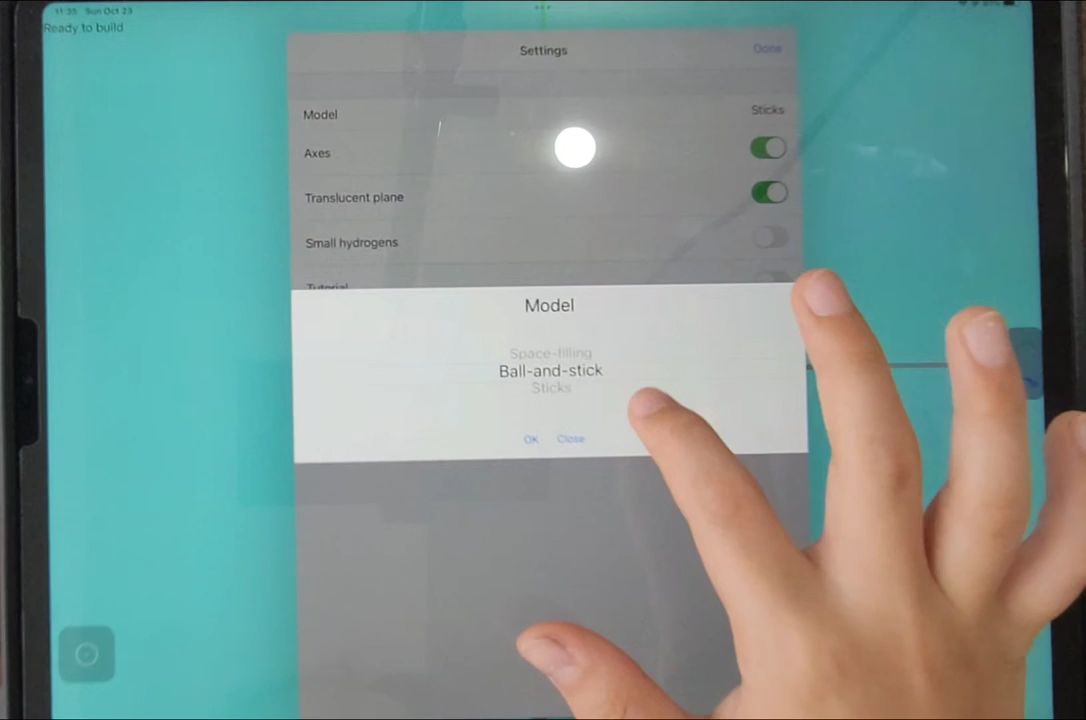 11:35 Sun Oct 23
Ready to build
Settings
Done
Model
Sticks
Axes
Translucent plane
Small hydrogens
Tutorial
Model
Space-filling
Ball-and-stick
Sticks
OK
Close